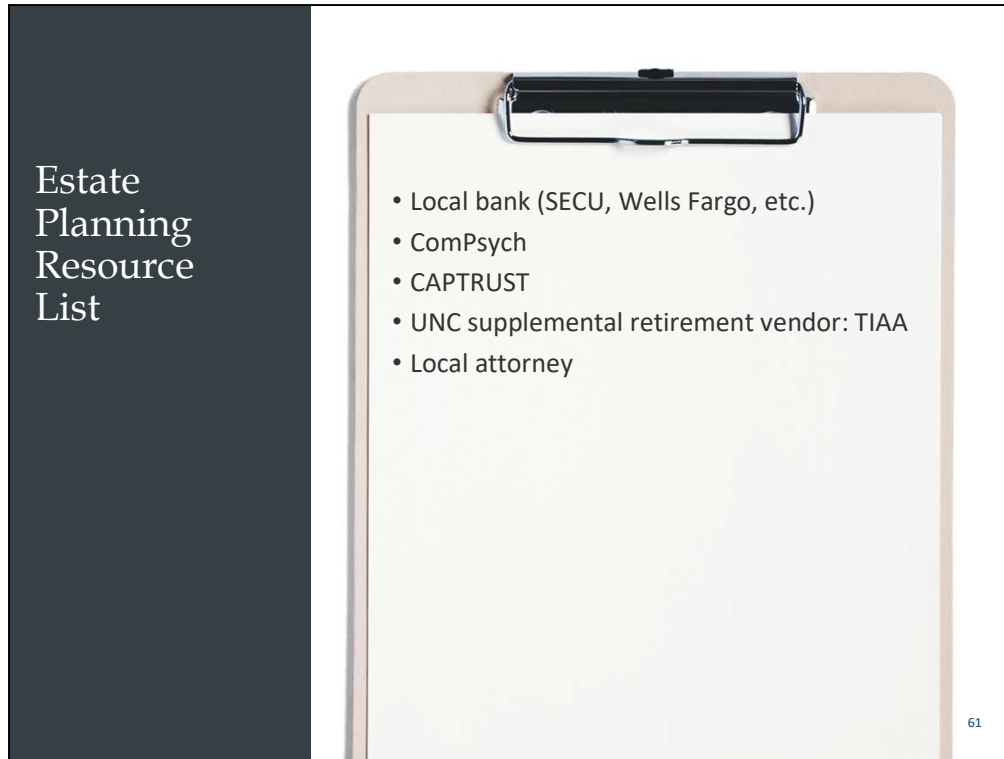 Estate
Planning
Resource
List
• Local bank (SECU, Wells Fargo, etc.)
• ComPsych
• CAPTRUST
• UNC supplemental retirement vendor: TIAA
• Local attorney
61